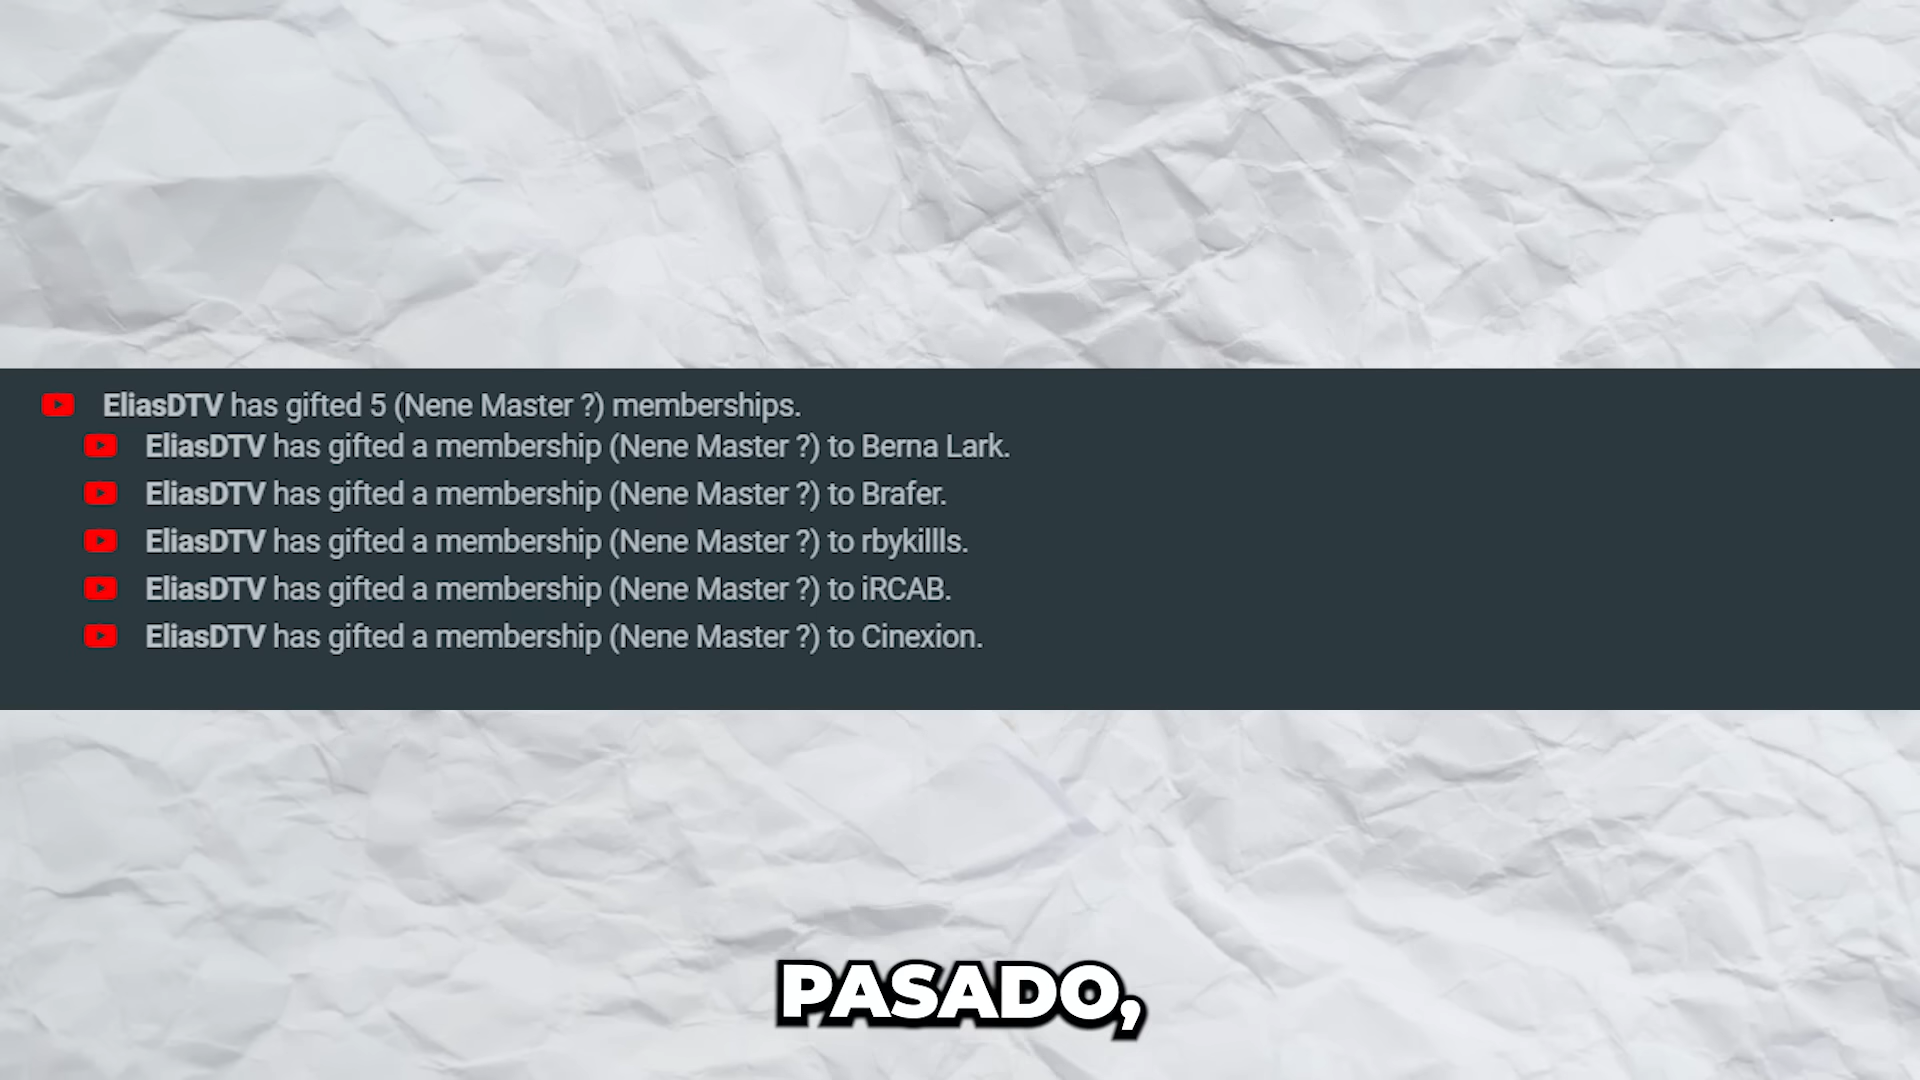 EliasDTV has gifted 5 (Nene Master ?) memberships.
EliasDTV has gifted a membership (Nene Master ?) to Berna Lark.
EliasDTV has gifted a membership (Nene Master ?) to Brafer.
EliasDTV has gifted a membership (Nene Master ?) to rbykillls.
EliasDTV has gifted a membership (Nene Master ?) to iRCAB.
EliasDTV has gifted a membership (Nene Master ?) to Cinexion.
PASADO,